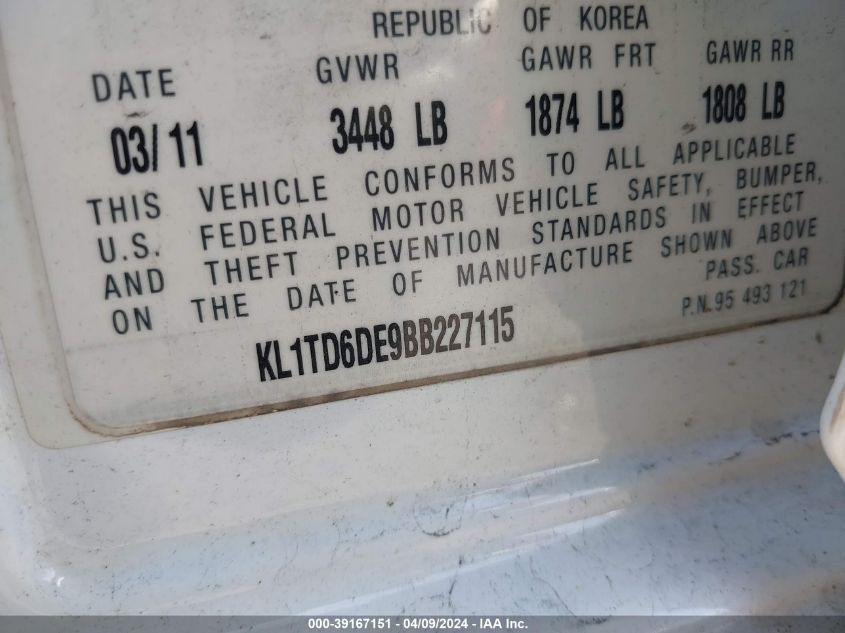 REPUBLIC OF KOREA
DATE GVWR GAWR FRT GAWR RR
03/11 3448 LB 1874 LB 1808 LB
THIS VEHICLE CONFORMS TO ALL APPLICABLE
U.S. FEDERAL MOTOR VEHICLE SAFETY, BUMPER,
AND THEFT PREVENTION STANDARDS IN EFFECT
ON THE DATE OF MANUFACTURE SHOWN ABOVE
PASS. CAR
KL1TD6DE9BB227115
P.N.95 493 121
000-39167151 - 04/09/2024 - IAA Inc.